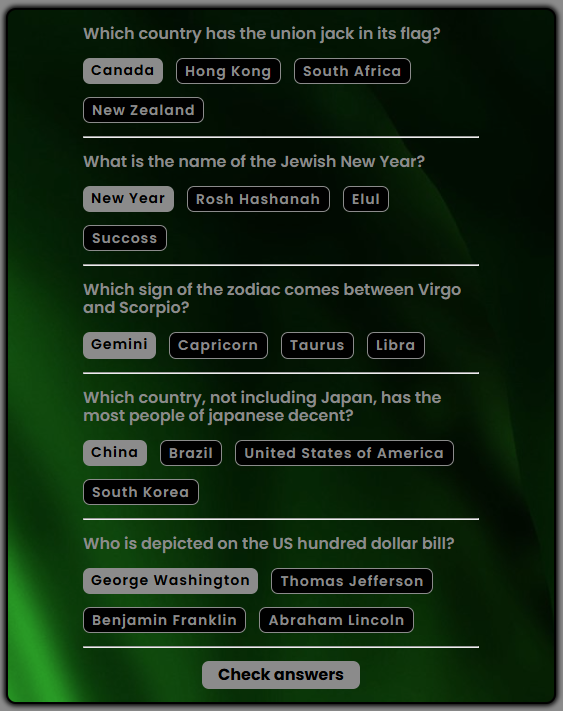 Which country has the union jack in its flag?
Canada Hong Kong South Africa
New Zealand
What is the name of the Jewish New Year?
New Year Rosh Hashanah Elul
Succoss
Which sign of the zodiac comes between Virgo
and Scorpio?
Gemini Capricorn Taurus Libra
Which country, not including Japan, has the
most people of japanese decent?
China Brazil United States of America
South Korea
Who is depicted on the US hundred dollar bill?
George Washington Thomas Jefferson
Benjamin Franklin Abraham Lincoln
Check answers